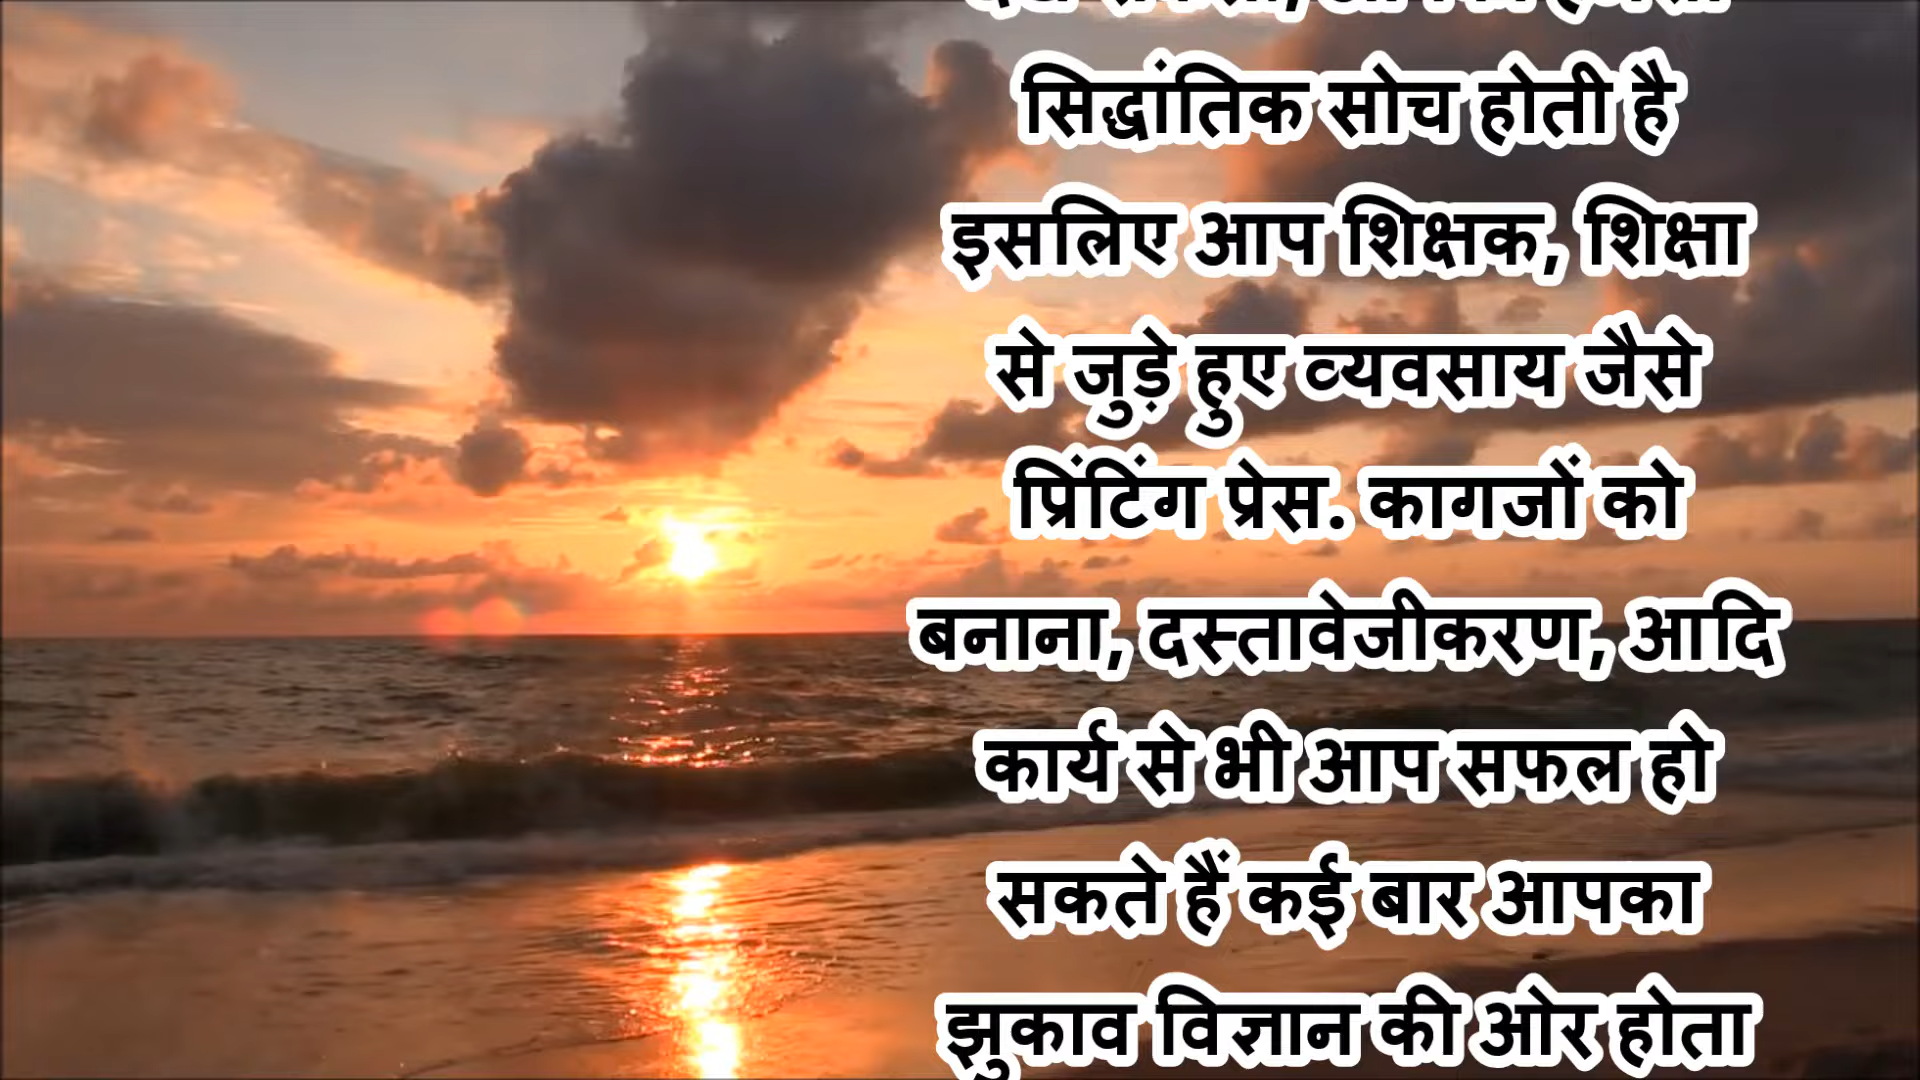 सिद्धांतिक सोच होती है
इसलिए आप शिक्षक, शिक्षा
से जुड़े हुए व्यवसाय जैसे
प्रिंटिंग प्रेस. कागजों को
बनाना, दस्तावेजीकरण, आदि
कार्य से भी आप सफल हो
सकते हैं कई बार आपका
झुकाव विज्ञान की ओर होता